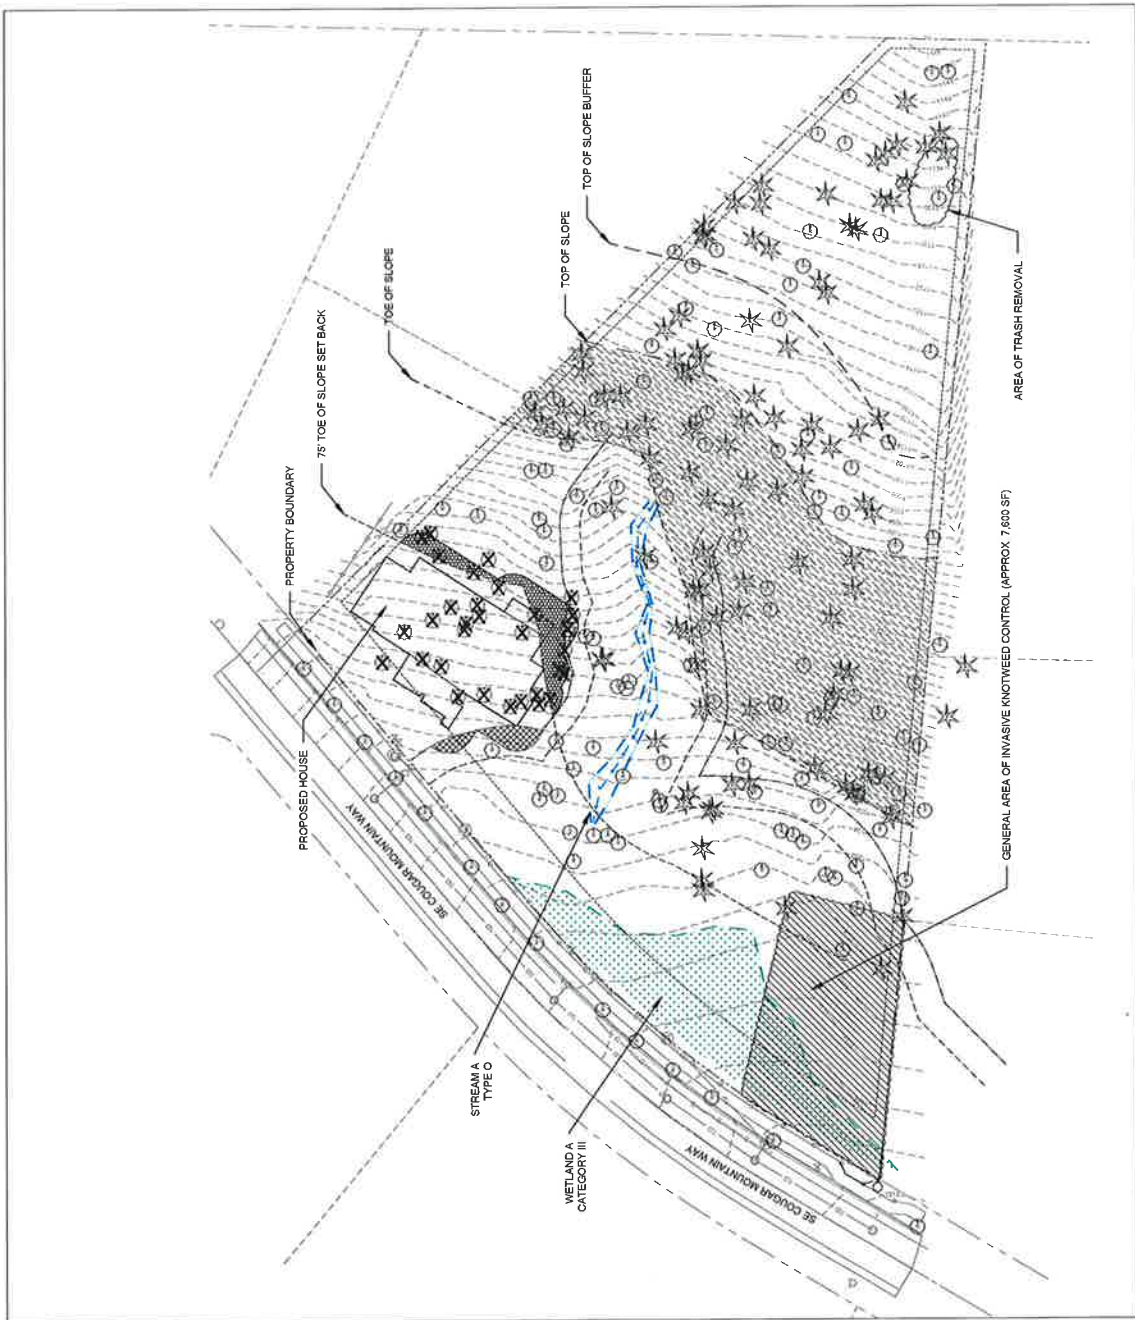 TOP OF SLOPE BUFFER
TOP OF SLOPE
TOE OF SLOPE
75' TOE OF SLOPE SET BACK
PROPERTY BOUNDARY
PROPOSED HOUSE
SE COUGAR MOUNTAIN WAY
AREA OF TRASH REMOVAL
GENERAL AREA OF INVASIVE KNOTWEED CONTROL (APPROX 7,600 SF)
STREAM A
TYPE O
WETLAND A
CATEGORY III
SE COUGAR MOUNTAIN WAY